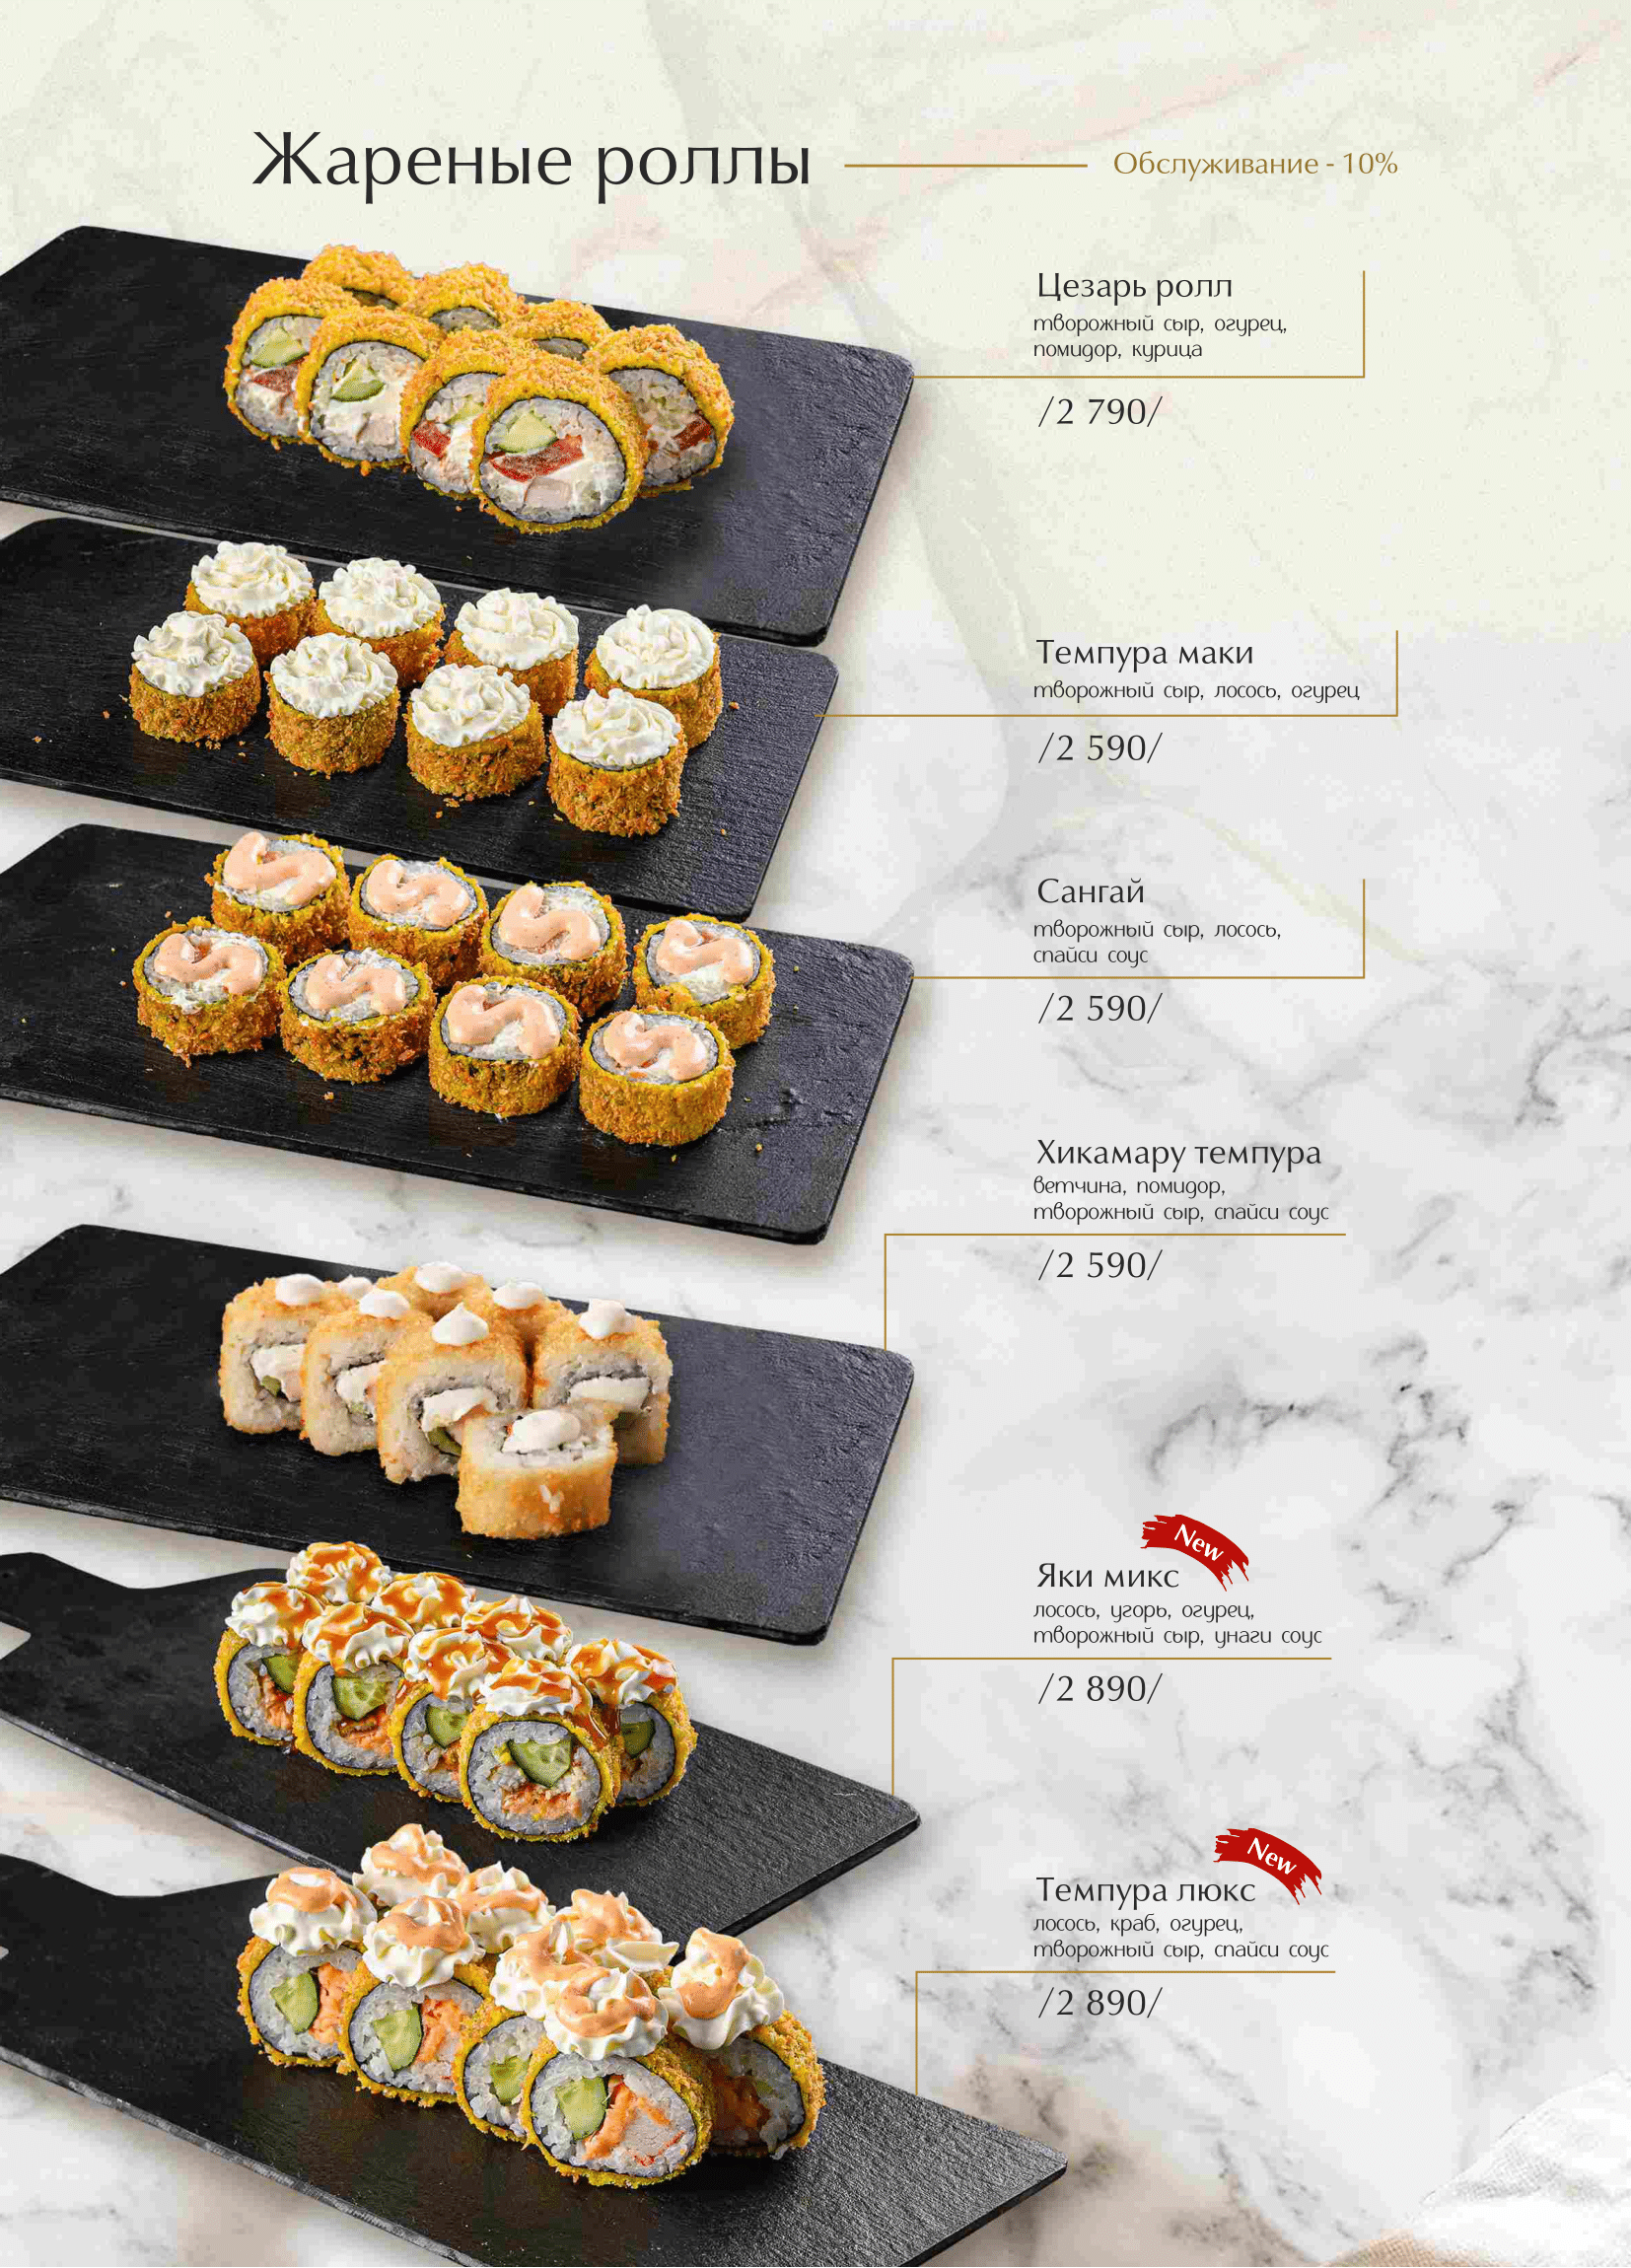 Жареные роллы
Обслуживание - 10%
Цезарь ролл
творожный сыр, огурец,
помидор, курица
/2 790/
Темпура маки
творожный сыр, лосось, огурец
/2 590/
Сангай
творожный сыр, лосось,
спайси соус
/2 590/
Хикамару темпура
ветчина, помидор,
творожный сыр, спайси соус
/2 590/
New
Яки микс
лосось, угорь, огурец,
творожный сыр, унаги соус
/2 890/
New
Темпура люкс
лосось, краб, огурец,
творожный сыр, спайси соус
/2 890/